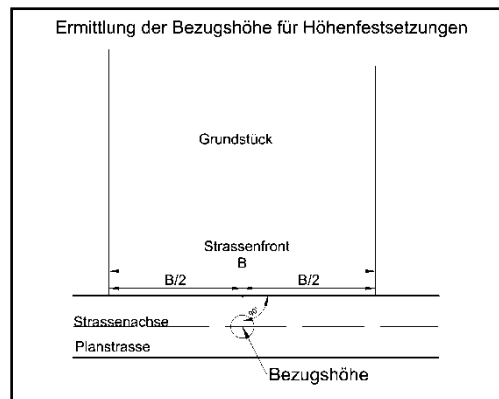 Ermittlung der Bezugshöhe für Höhenfestsetzungen
Grundstück
Strassenfront
B
B/2 B/2
90°
Strassenachse
Planstrasse
Bezugshöhe